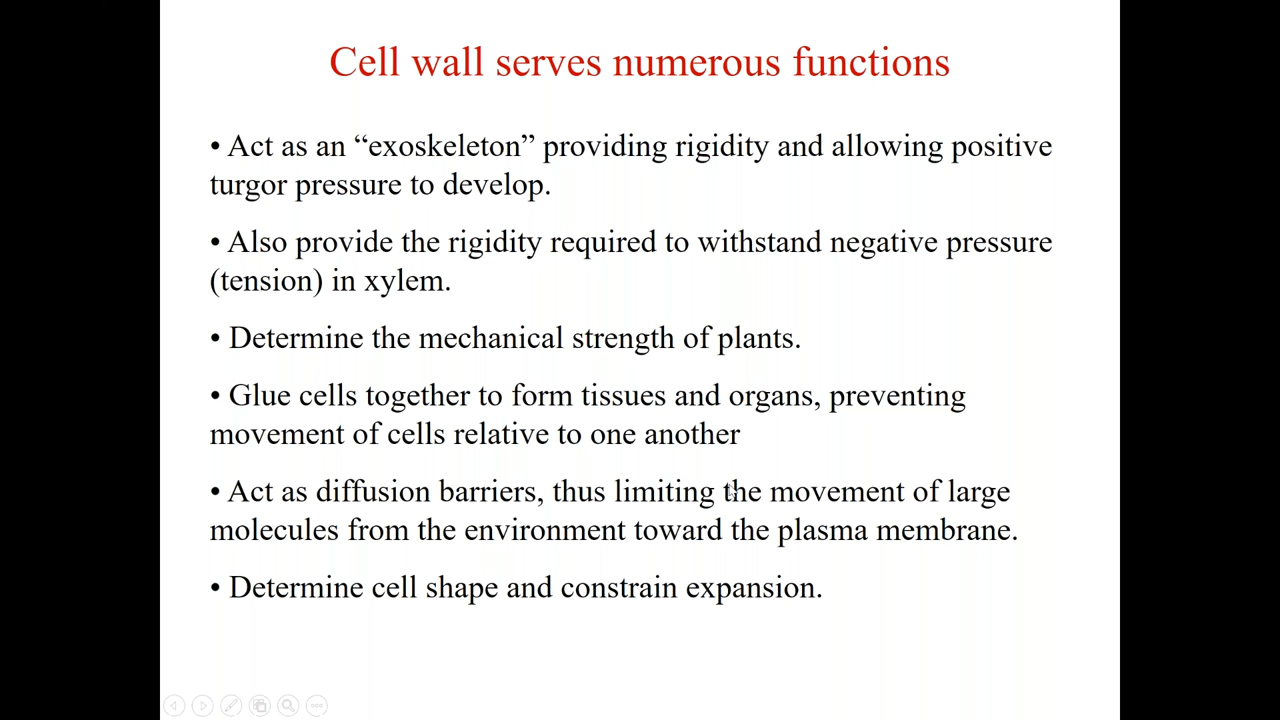 Cell wall serves numerous functions
• Act as an “exoskeleton” providing rigidity and allowing positive
turgor pressure to develop.
• Also provide the rigidity required to withstand negative pressure
(tension) in xylem.
• Determine the mechanical strength of plants.
• Glue cells together to form tissues and organs, preventing
movement of cells relative to one another
• Act as diffusion barriers, thus limiting the movement of large
molecules from the environment toward the plasma membrane.
• Determine cell shape and constrain expansion.